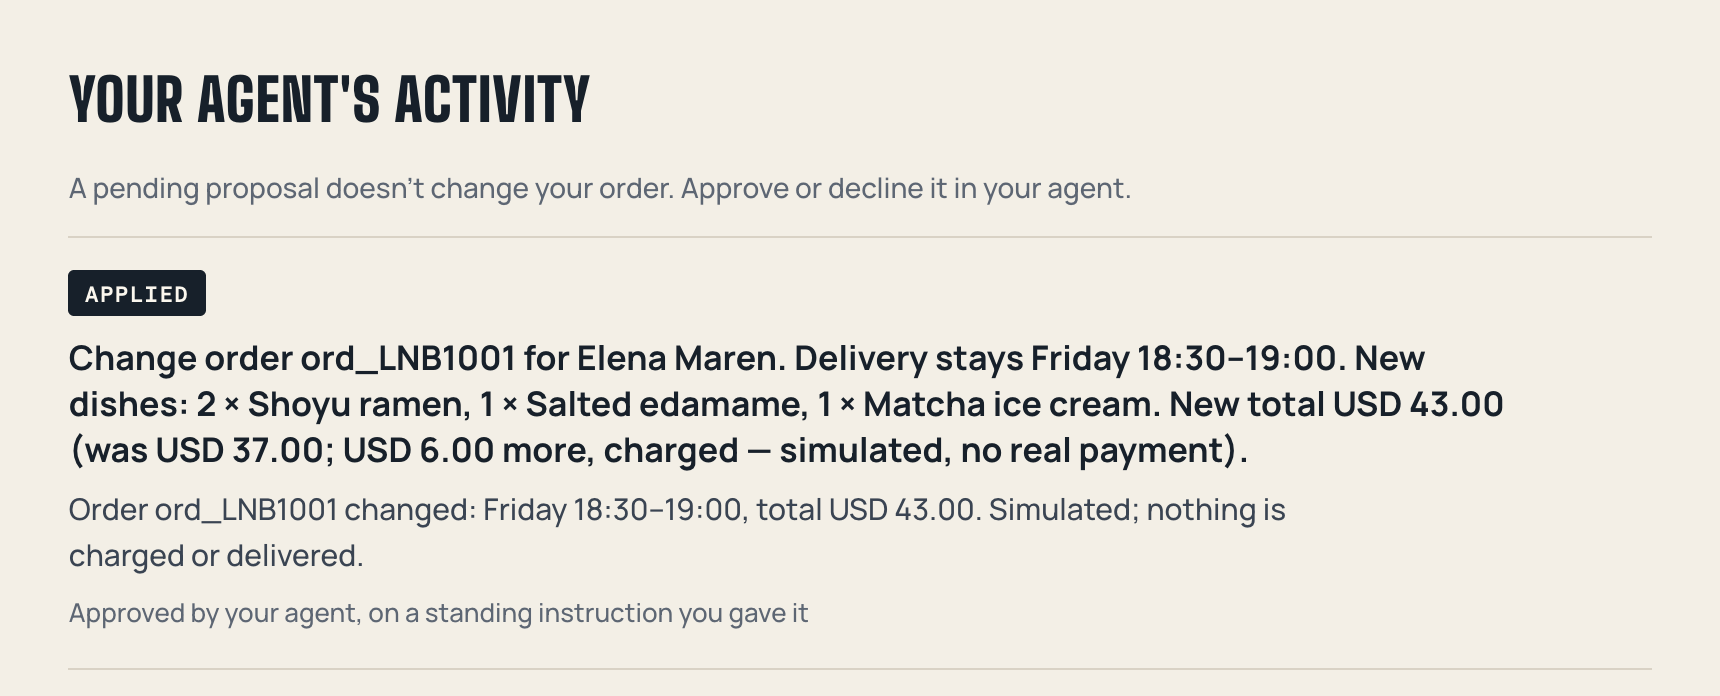 YOUR AGENT'S ACTIVITY
A pending proposal doesn’t change your order. Approve or decline it in your agent.
APPLIED
Change order ord_LNB1001 for Elena Maren. Delivery stays Friday 18:30–19:00. New
dishes: 2 × Shoyu ramen, 1 × Salted edamame, 1 × Matcha ice cream. New total USD 43.00
(was USD 37.00; USD 6.00 more, charged — simulated, no real payment).
Order ord_LNB1001 changed: Friday 18:30–19:00, total USD 43.00. Simulated; nothing is
charged or delivered.
Approved by your agent, on a standing instruction you gave it